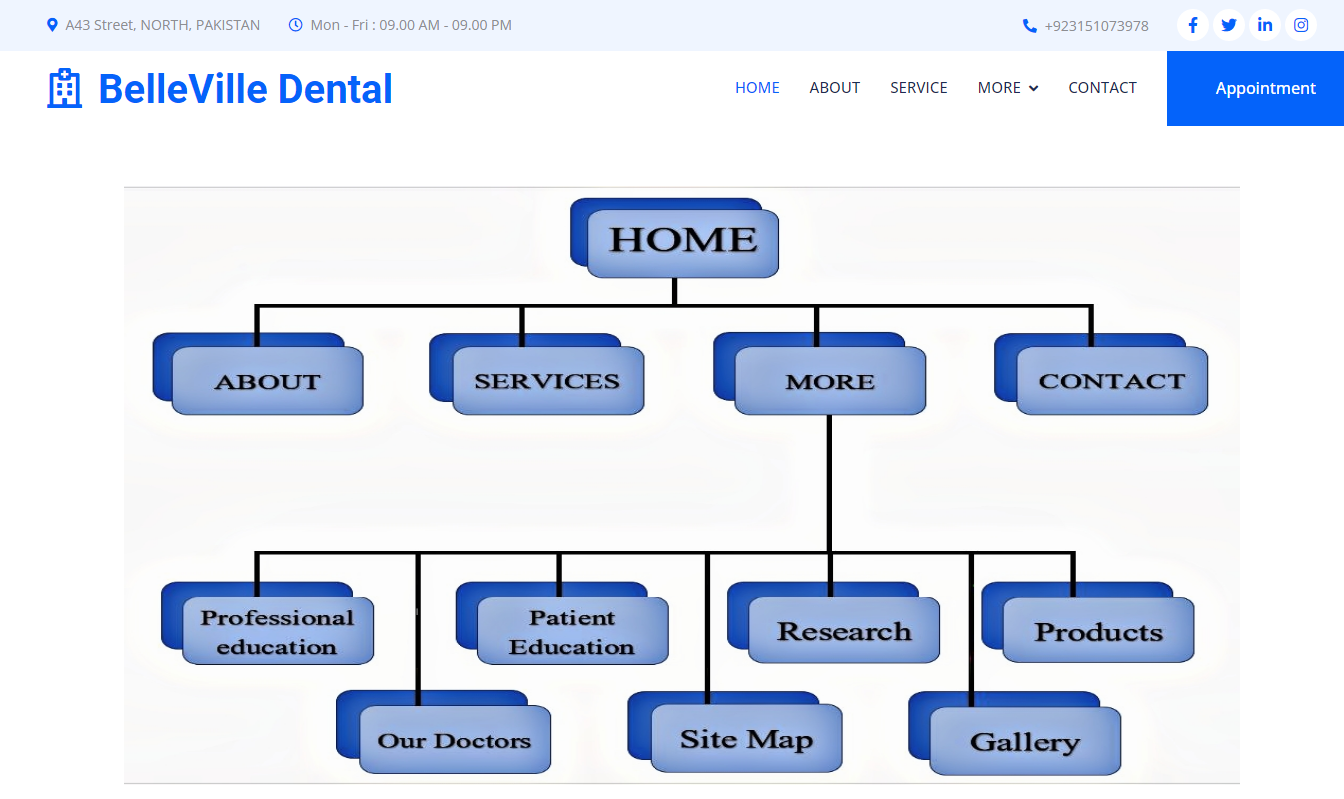 A43 Street, NORTH, PAKISTAN
Mon - Fri : 09.00 AM - 09.00 PM
+923151073978
BelleVille Dental
HOME
ABOUT
SERVICE
MORE
CONTACT
Appointment
HOME
ABOUT
SERVICES
MORE
CONTACT
Professional
education
Patient
Education
Research
Products
Our Doctors
Site Map
Gallery